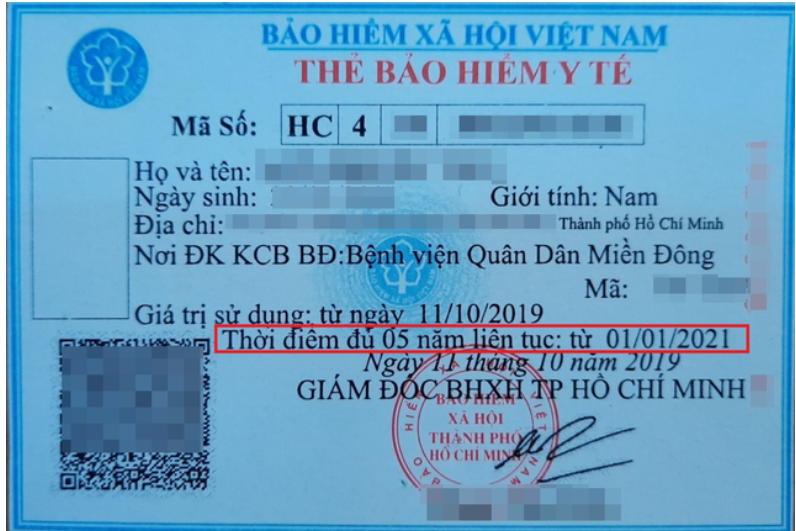 BẢO HIỂM XÃ HỘI VIỆT NAM
THẺ BẢO HIỂM Y TẾ
Mã Số: HC 4
Họ và tên:
Ngày sinh: Giới tính: Nam
Địa chỉ: Thành phố Hồ Chí Minh
Nơi ĐK KCB BĐ:Bệnh viện Quân Dân Miền Đông
Mã:
Giá trị sử dụng: từ ngày 11/10/2019
Thời điểm đủ 05 năm liên tục: từ 01/01/2021
Ngày 11 tháng 10 năm 2019
GIÁM ĐỐC BHXH TP HỒ CHÍ MINH
BẢO HIỂM
XÃ HỘI
THÀNH PHỐ
HỒ CHÍ MINH